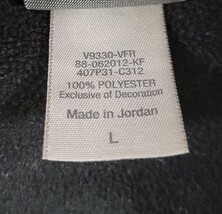 V9330-VFR
88-062012-KF
407P31-C312
100% POLYESTER
Exclusive of Decoration
Made in Jordan
L